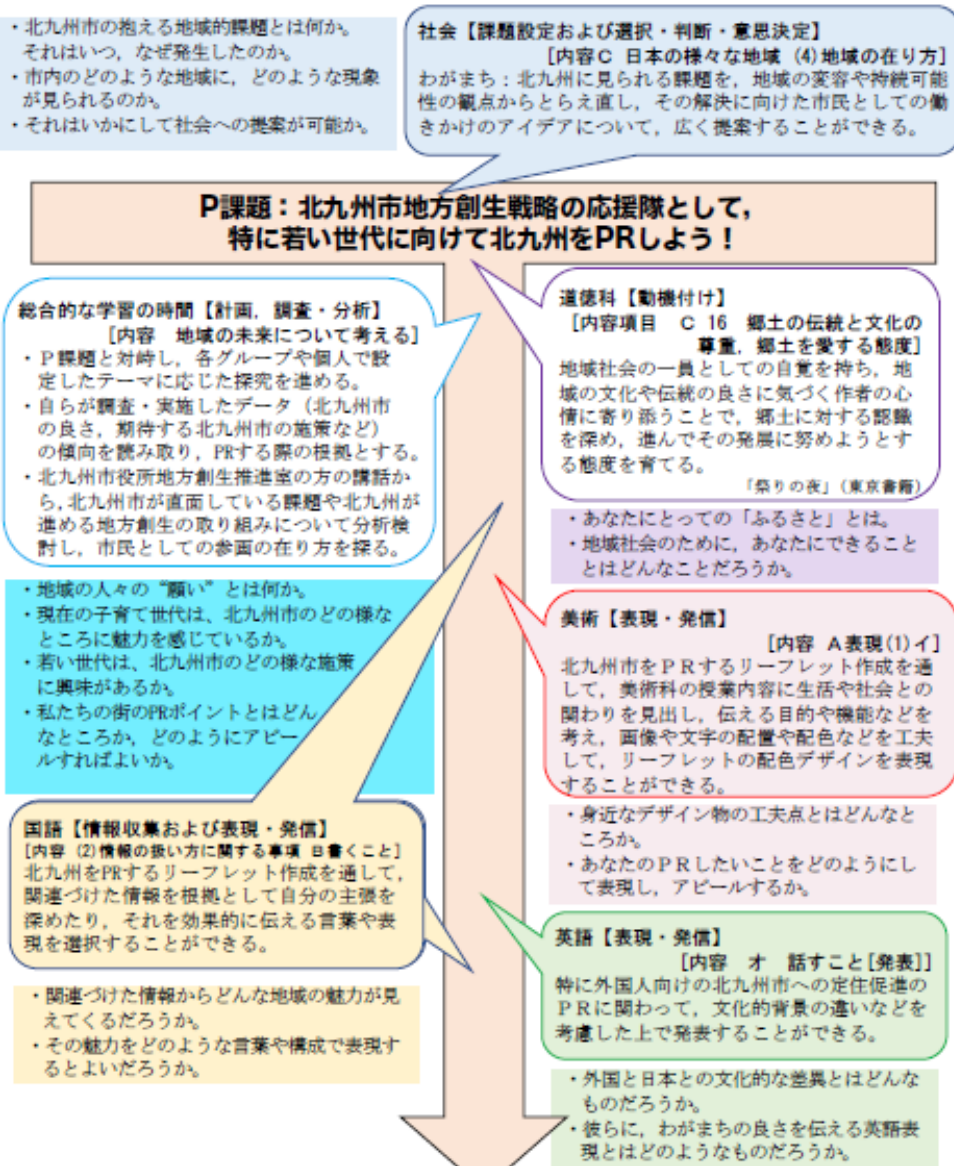 ・北九州市の抱える地域的課題とは何か。
それはいつ，なぜ発生したのか。
・市内のどのような地域に，どのような現象
が見られるのか。
・それはいかにして社会への提案が可能か。
社会【課題設定および選択・判断・意思決定】
[内容Ｃ 日本の様々な地域 (4)地域の在り方]
わがまち：北九州に見られる課題を，地域の変容や持続可能
性の観点からとらえ直し，その解決に向けた市民としての働
きかけのアイデアについて，広く提案することができる。
P課題：北九州市地方創生戦略の応援隊として，
特に若い世代に向けて北九州をPRしよう！
総合的な学習の時間【計画，調査・分析】
[内容 地域の未来について考える]
・Ｐ課題と対峙し，各グループや個人で設
定したテーマに応じた探究を進める。
・自らが調査・実施したデータ（北九州市
の良さ，期待する北九州市の施策など）
の傾向を読み取り，PRする際の根拠とする。
・北九州市役所地方創生推進室の方の講話か
ら，北九州市が直面している課題や北九州が
進める地方創生の取り組みについて分析検
討し，市民としての参画の在り方を探る。
・地域の人々の“願い”とは何か。
・現在の子育て世代は、北九州市のどの様な
ところに魅力を感じているか。
・若い世代は、北九州市のどの様な施策
に興味があるか。
・私たちの街のPRポイントとはどん
なところか，どのようにアピー
ルすればよいか。
国語【情報収集および表現・発信】
[内容 (2)情報の扱い方に関する事項 B書くこと]
北九州をPRするリーフレット作成を通して，
関連づけた情報を根拠として自分の主張を
深めたり，それを効果的に伝える言葉や表
現を選択することができる。
・関連づけた情報からどんな地域の魅力が見
えてくるだろうか。
・その魅力をどのような言葉や構成で表現す
るとよいだろうか。
道徳科【動機付け】
[内容項目 Ｃ 16 郷土の伝統と文化の
尊重，郷土を愛する態度]
地域社会の一員としての自覚を持ち，地
域の文化や伝統の良さに気づく作者の心
情に寄り添うことで，郷土に対する認識
を深め，進んでその発展に努めようとす
る態度を育てる。
「祭りの夜」（東京書籍）
・あなたにとっての「ふるさと」とは。
・地域社会のために，あなたにできること
とはどんなことだろうか。
美術【表現・発信】
[内容 A表現(1)イ]
北九州市をＰＲするリーフレット作成を通
して，美術科の授業内容に生活や社会との
関わりを見出し，伝える目的や機能などを
考え，画像や文字の配置や配色などを工夫
して，リーフレットの配色デザインを表現
することができる。
・身近なデザイン物の工夫点とはどんなと
ころか。
・あなたのＰＲしたいことをどのようにし
て表現し，アピールするか。
英語【表現・発信】
[内容 オ 話すこと[発表]]
特に外国人向けの北九州市への定住促進の
ＰＲに関わって，文化的背景の違いなどを
考慮した上で発表することができる。
・外国と日本との文化的な差異とはどんな
ものだろうか。
・彼らに，わがまちの良さを伝える英語表
現とはどのようなものだろうか。